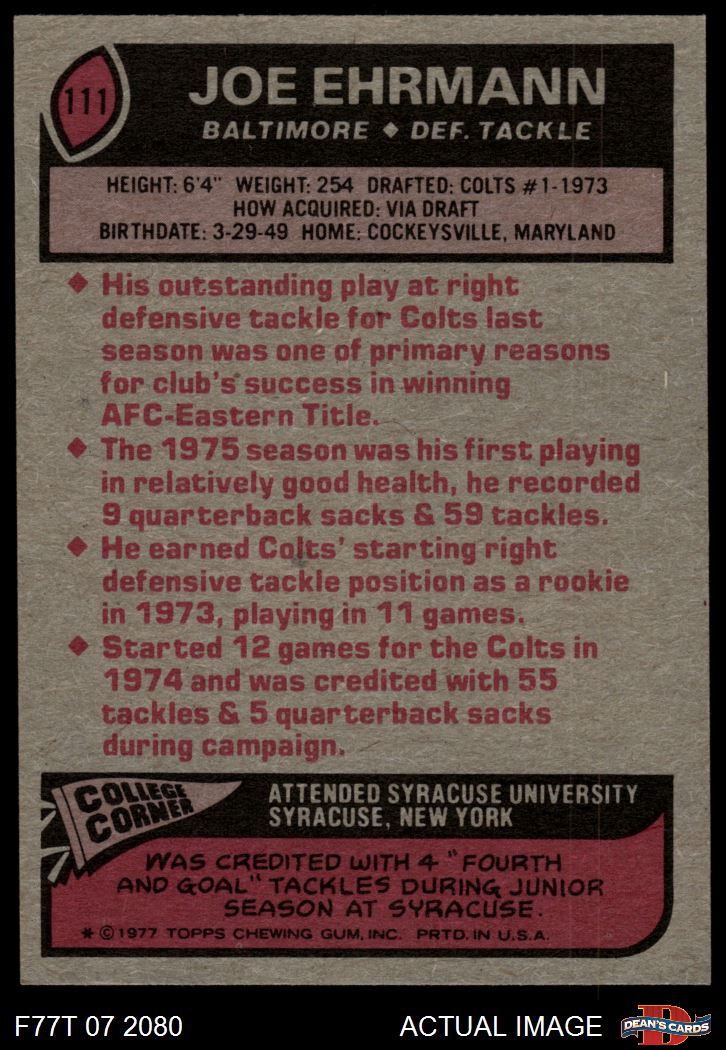 111
JOE EHRMANN
BALTIMORE ◆ DEF. TACKLE
HEIGHT: 6'4" WEIGHT: 254 DRAFTED: COLTS #1-1973
HOW ACQUIRED: VIA DRAFT
BIRTHDATE: 3-29-49 HOME: COCKEYSVILLE, MARYLAND
◆ His outstanding play at right
defensive tackle for Colts last
season was one of primary reasons
for club's success in winning
AFC-Eastern Title.
◆ The 1975 season was his first playing
in relatively good health, he recorded
9 quarterback sacks & 59 tackles.
◆ He earned Colts' starting right
defensive tackle position as a rookie
in 1973, playing in 11 games.
◆ Started 12 games for the Colts in
1974 and was credited with 55
tackles & 5 quarterback sacks
during campaign.
COLLEGE
CORNER
ATTENDED SYRACUSE UNIVERSITY
SYRACUSE, NEW YORK
WAS CREDITED WITH 4 "FOURTH
AND GOAL" TACKLES DURING JUNIOR
SEASON AT SYRACUSE.
* © 1977 TOPPS CHEWING GUM, INC. PRTD. IN U.S.A.
F77T 07 2080
ACTUAL IMAGE
D
DEAN'S CARDS